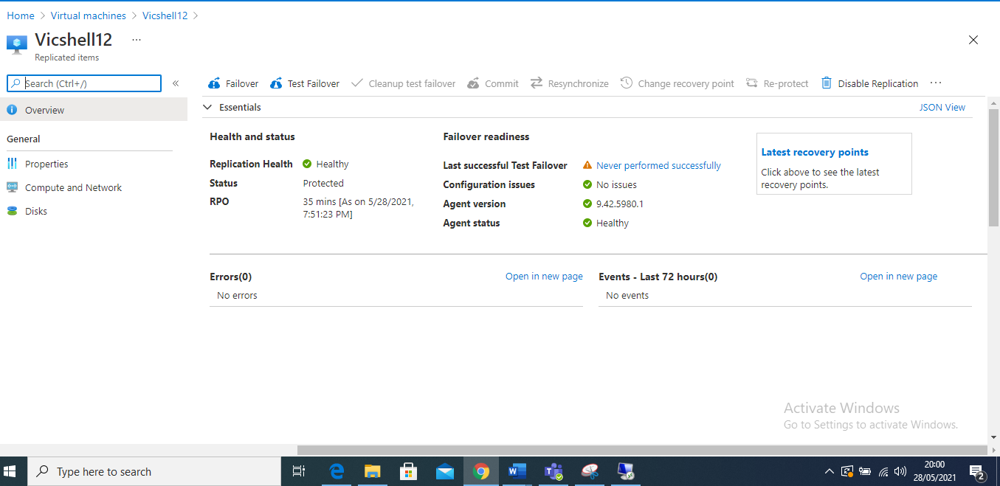 Home > Virtual machines > Vicshell12 >
Vicshell12 ...
Replicated items
Search (Ctrl+/)
«
Failover
Test Failover
Cleanup test failover
Commit
Resynchronize
Change recovery point
Re-protect
Disable Replication
...
Overview
General
Properties
Compute and Network
Disks
Essentials
JSON View
Health and status
Replication Health Healthy
Status Protected
RPO 35 mins [As on 5/28/2021,
7:51:23 PM]
Failover readiness
Last successful Test Failover Never performed successfully
Configuration issues No issues
Agent version 9.42.5980.1
Agent status Healthy
Latest recovery points
Click above to see the latest
recovery points.
Errors(0) Open in new page
No errors
Events - Last 72 hours(0) Open in new page
No events
Activate Windows
Go to Settings to activate Windows.
Type here to search
20:00
28/05/2021
2